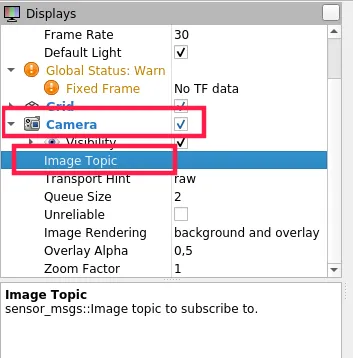 Displays
Frame Rate 30
Default Light
Global Status: Warn
Fixed Frame No TF data
Grid
Camera
Visibility
Image Topic
Transport Hint raw
Queue Size 2
Unreliable
Image Rendering background and overlay
Overlay Alpha 0,5
Zoom Factor 1
Image Topic
sensor_msgs::Image topic to subscribe to.